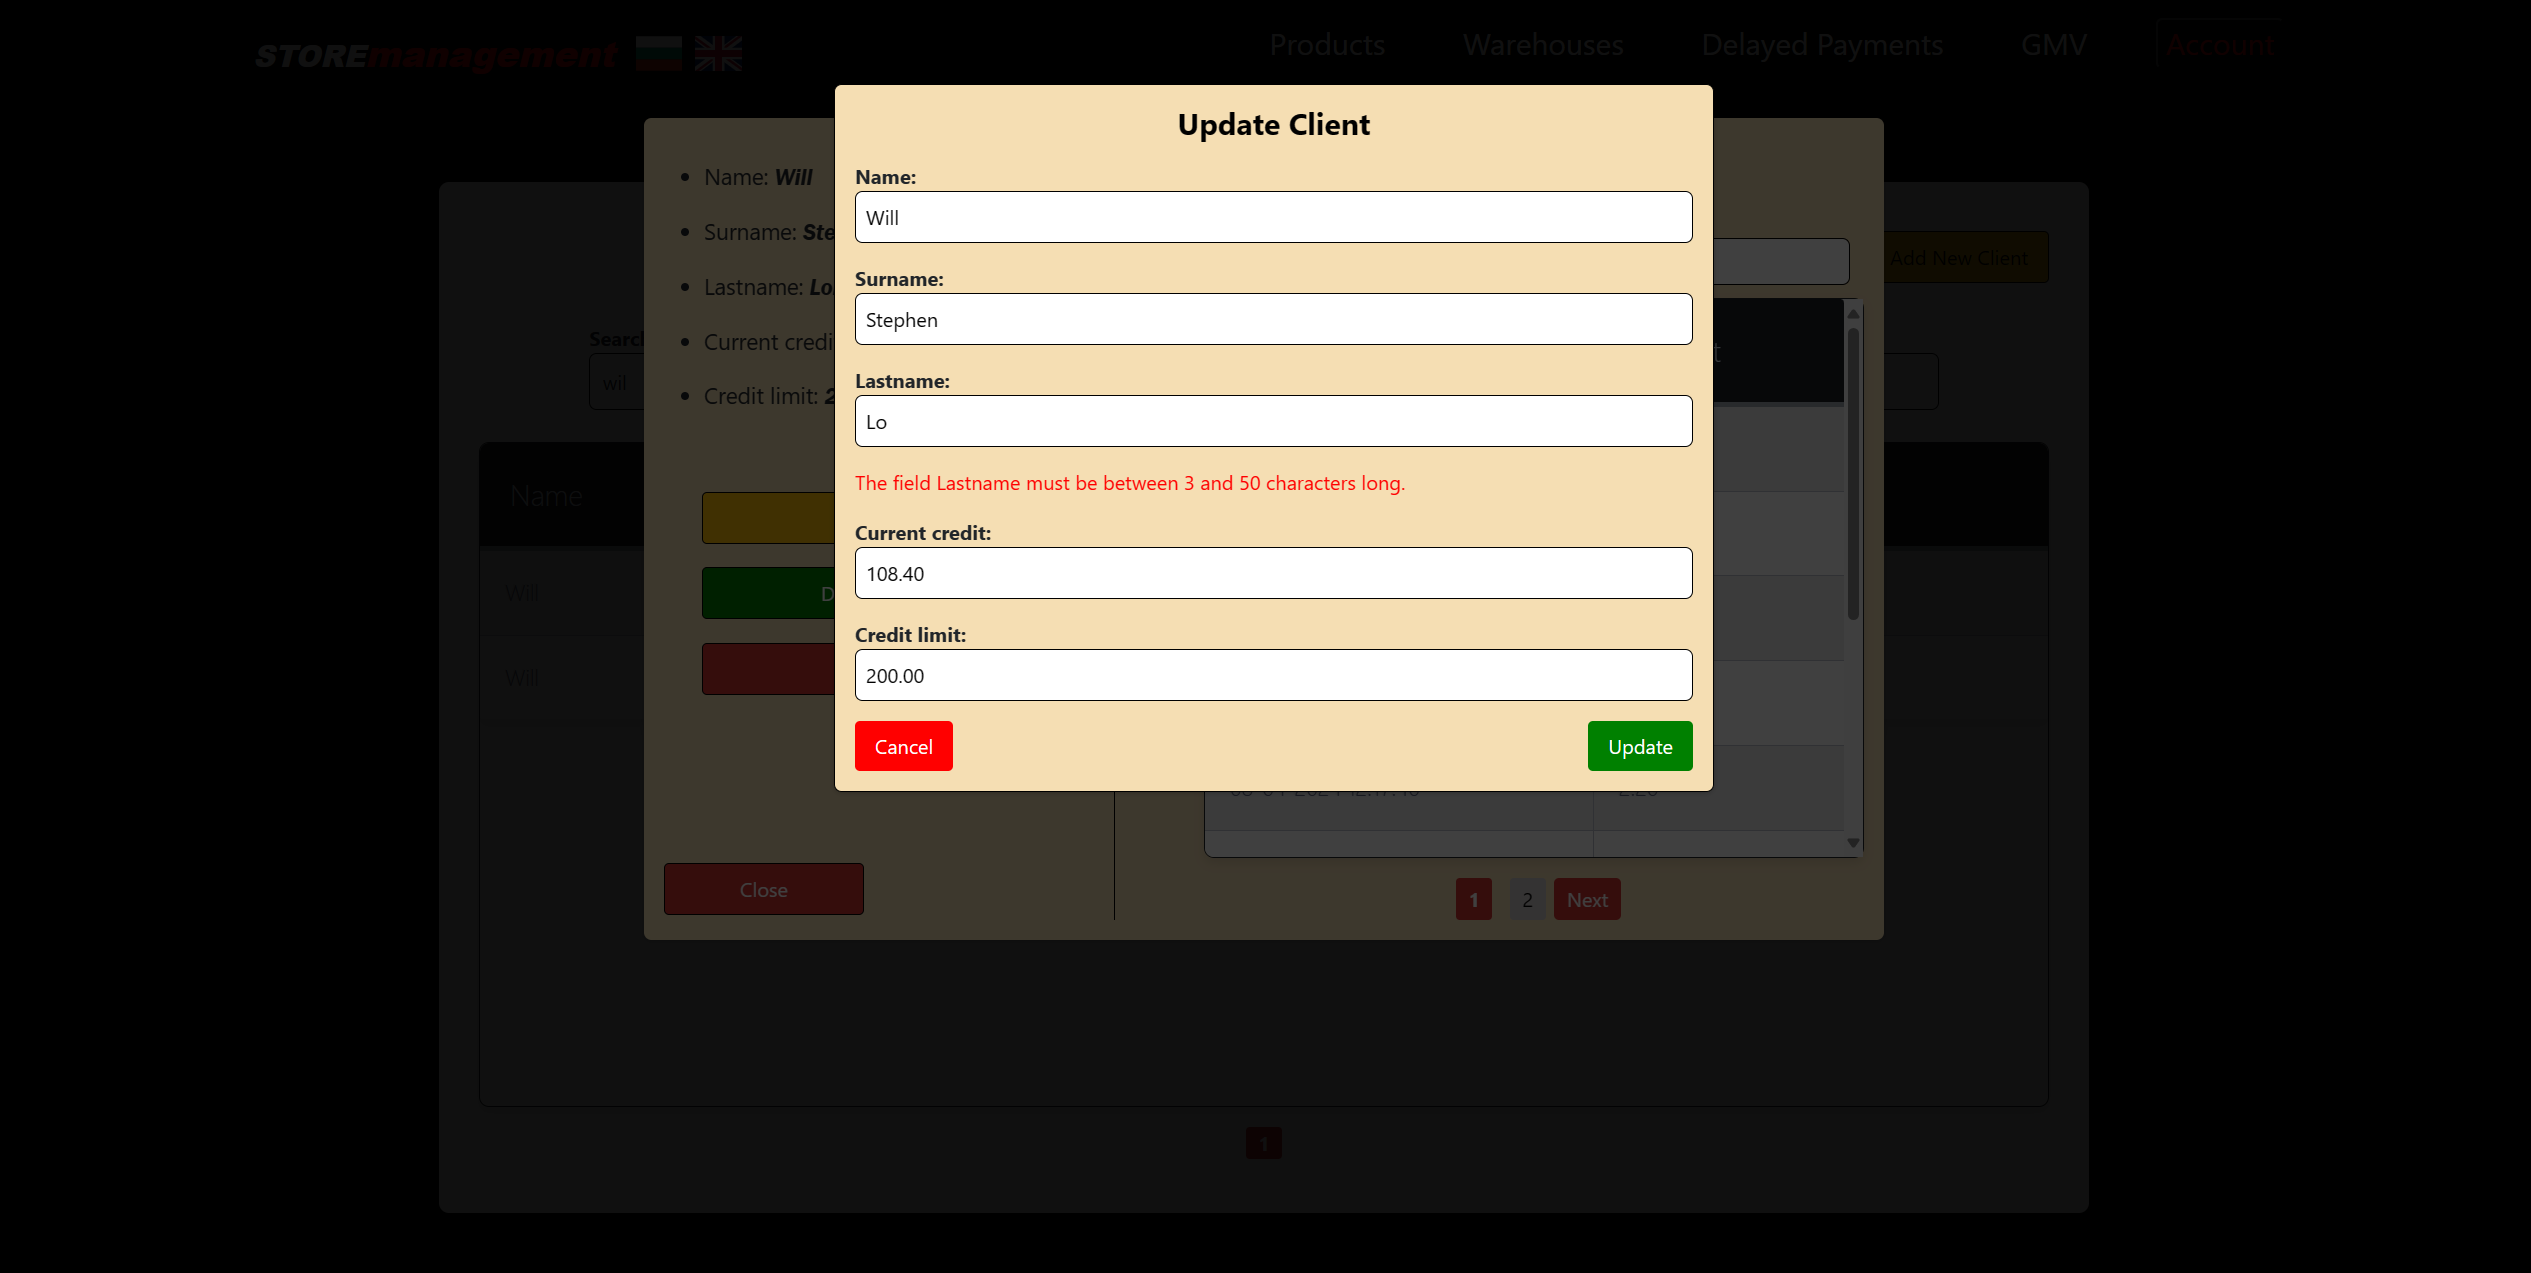 STOREmanagement
Products
Warehouses
Delayed Payments
GMV
Account
Update Client
Name:
Will
Surname:
Stephen
Lastname:
Lo
The field Lastname must be between 3 and 50 characters long.
Current credit:
108.40
Credit limit:
200.00
Cancel
Update
Name: Will
Surname: Ste
Lastname: Lo
Current credi
Credit limit: 2
D
Close
t
1 2 Next
Add New Client
Search
wil
Name
Will
Will
1